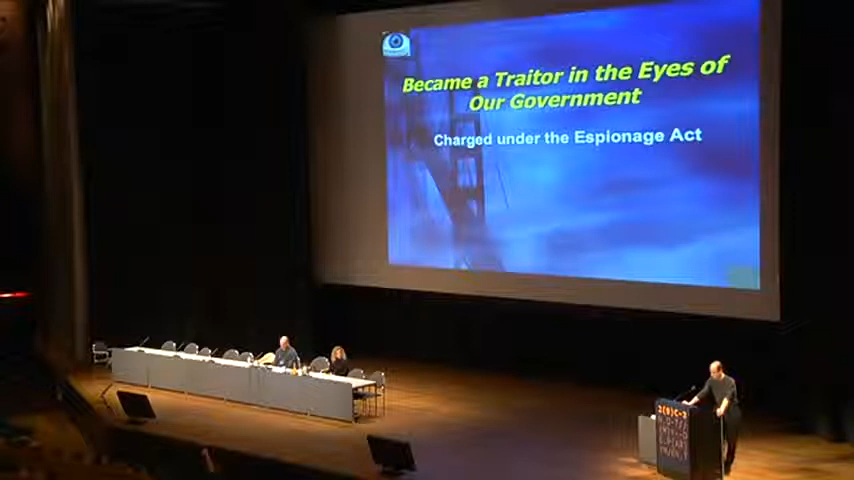 Became a Traitor in the Eyes of
Our Government
Charged under the Espionage Act